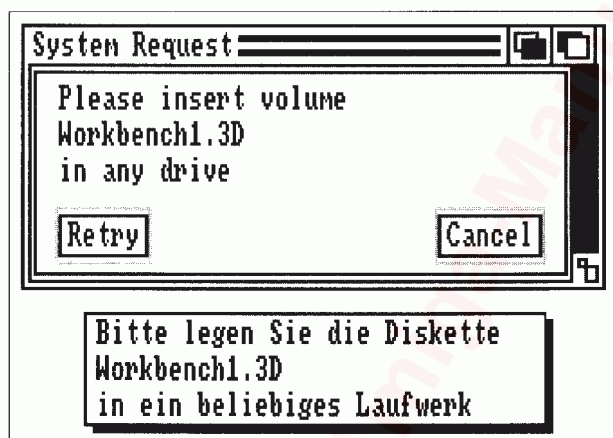 System Request
Please insert volume
Workbench1.3D
in any drive
Retry
Cancel
Bitte legen Sie die Diskette
Workbench1.3D
in ein beliebiges Laufwerk